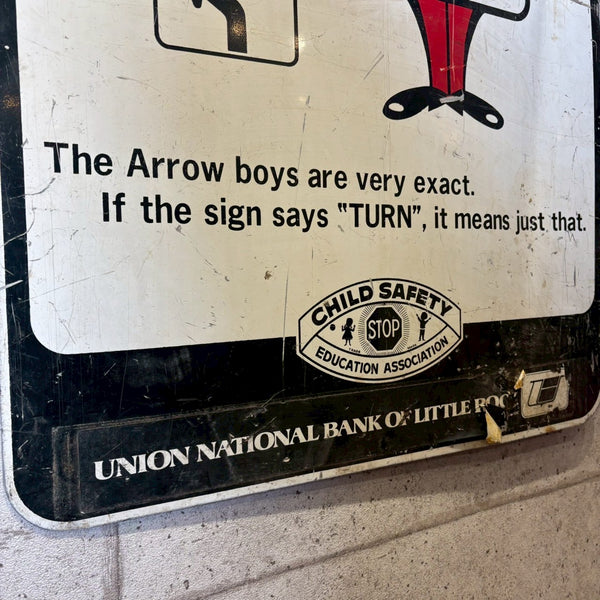 The Arrow boys are very exact.
If the sign says "TURN", it means just that.
CHILD SAFETY
STOP
EDUCATION ASSOCIATION
UNION NATIONAL BANK OF LITTLE ROC